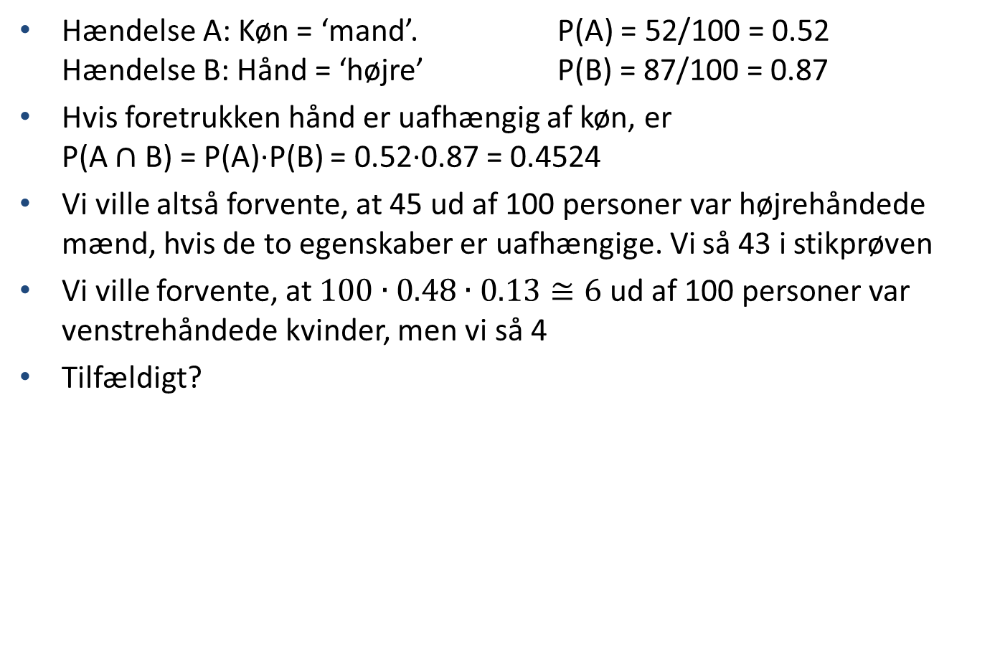 • Hændelse A: Køn = ‘mand’. P(A) = 52/100 = 0.52
Hændelse B: Hånd = ‘højre’ P(B) = 87/100 = 0.87
• Hvis foretrukken hånd er uafhængig af køn, er
P(A ∩ B) = P(A)·P(B) = 0.52·0.87 = 0.4524
• Vi ville altså forvente, at 45 ud af 100 personer var højrehåndede
mænd, hvis de to egenskaber er uafhængige. Vi så 43 i stikprøven
• Vi ville forvente, at 100 · 0.48 · 0.13 ≅ 6 ud af 100 personer var
venstrehåndede kvinder, men vi så 4
• Tilfældigt?